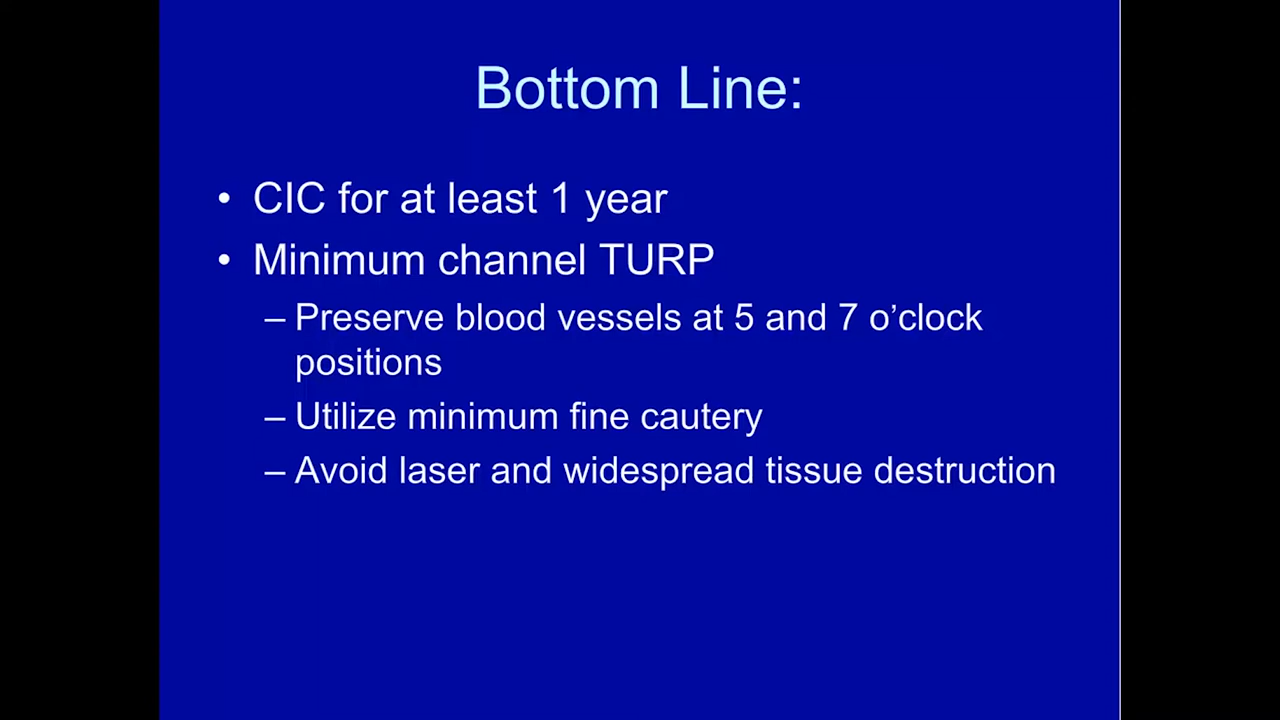 Bottom Line:
• CIC for at least 1 year
• Minimum channel TURP
– Preserve blood vessels at 5 and 7 o’clock
positions
– Utilize minimum fine cautery
– Avoid laser and widespread tissue destruction